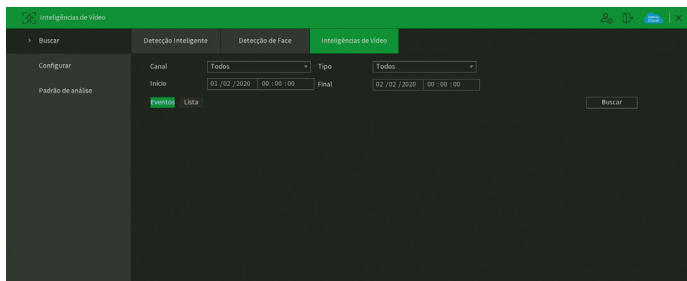 Inteligências de Vídeo
Buscar
Detecção Inteligente
Detecção de Face
Inteligências de Vídeo
Configurar
Padrão de análise
Canal
Todos
Tipo
Todos
Início
01 /02 /2020 00 : 00 : 00
Final
02 /02 /2020 00 : 00 : 00
Eventos
Lista
Buscar